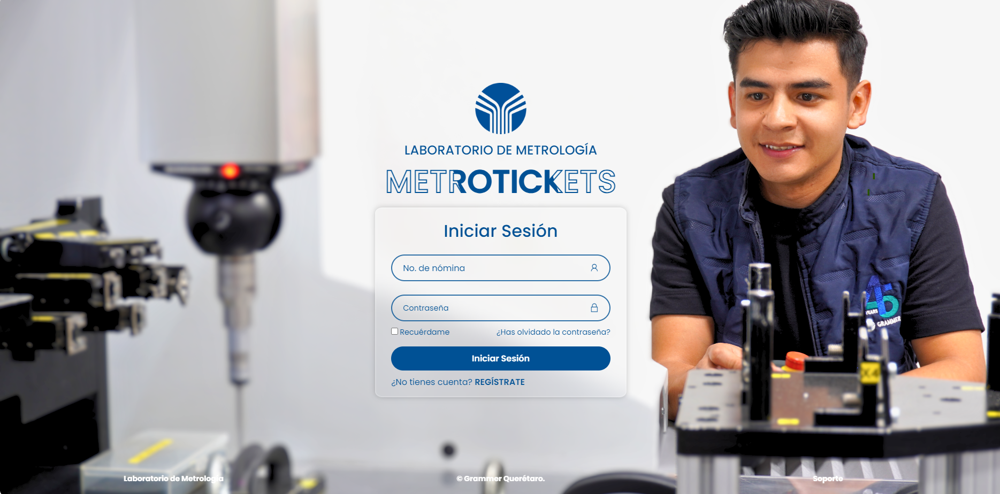 LABORATORIO DE METROLOGÍA
METROTICKETS
Iniciar Sesión
No. de nómina
Contraseña
Recuérdame ¿Has olvidado la contraseña?
Iniciar Sesión
¿No tienes cuenta? REGÍSTRATE
45
YEARS
GRAMMER
X4
Laboratorio de Metrología © Grammer Querétaro. Soporte